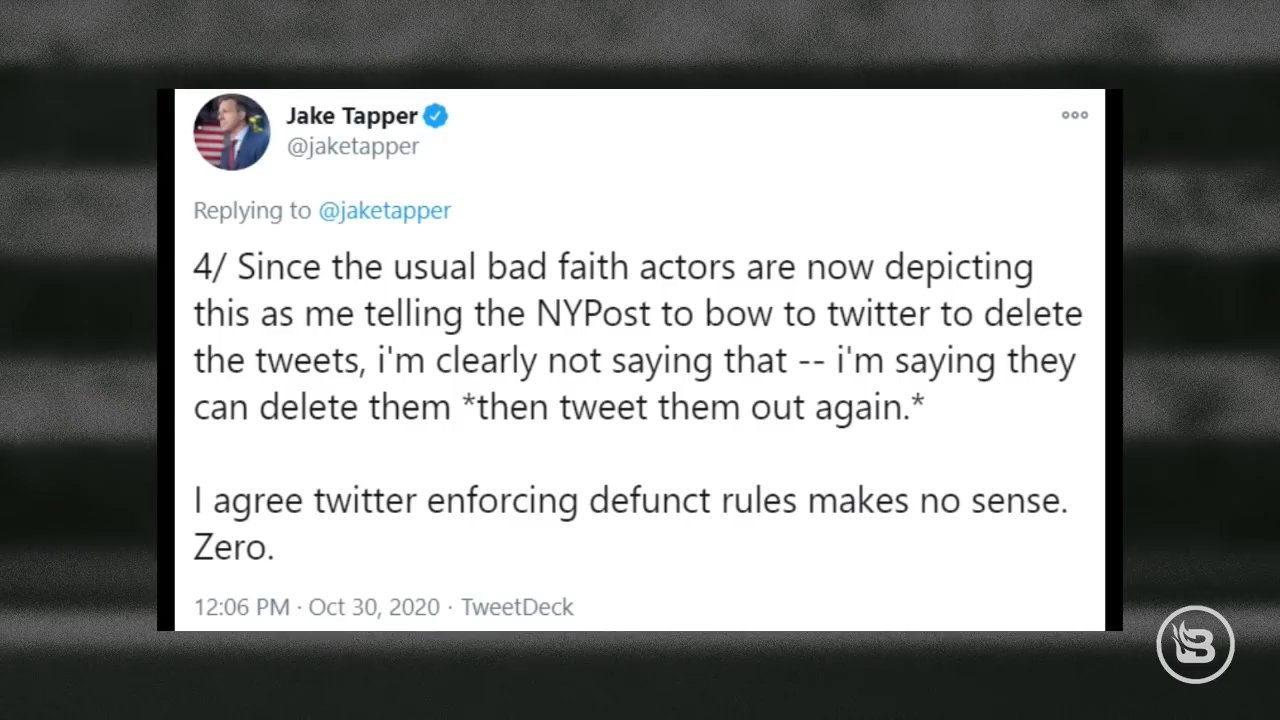 Jake Tapper
@jaketapper
Replying to @jaketapper
4/ Since the usual bad faith actors are now depicting
this as me telling the NYPost to bow to twitter to delete
the tweets, i'm clearly not saying that -- i'm saying they
can delete them *then tweet them out again.*
I agree twitter enforcing defunct rules makes no sense.
Zero.
12:06 PM · Oct 30, 2020 · TweetDeck
B